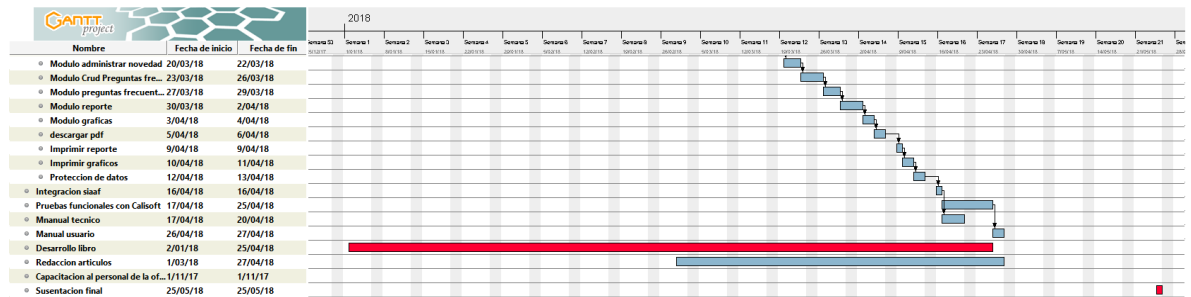 GANTT project
2018
Nombre Fecha de inicio Fecha de fin
Semana 53 Semana 1 Semana 2 Semana 3 Semana 4 Semana 5 Semana 6 Semana 7 Semana 8 Semana 9 Semana 10 Semana 11 Semana 12 Semana 13 Semana 14 Semana 15 Semana 16 Semana 17 Semana 18 Semana 19 Semana 20 Semana 21
Modulo administrar novedad 20/03/18 22/03/18
Modulo Crud Preguntas fre... 23/03/18 26/03/18
Modulo preguntas frecuent... 27/03/18 29/03/18
Modulo reporte 30/03/18 2/04/18
Modulo graficas 3/04/18 4/04/18
descargar pdf 5/04/18 6/04/18
Imprimir reporte 9/04/18 9/04/18
Imprimir graficos 10/04/18 11/04/18
Proteccion de datos 12/04/18 13/04/18
Integracion siaaf 16/04/18 16/04/18
Pruebas funcionales con Calisoft 17/04/18 25/04/18
Mnanual tecnico 17/04/18 20/04/18
Manual usuario 26/04/18 27/04/18
Desarrollo libro 2/01/18 25/04/18
Redaccion articulos 1/03/18 27/04/18
Capacitacion al personal de la of... 1/11/17 1/11/17
Susentacion final 25/05/18 25/05/18